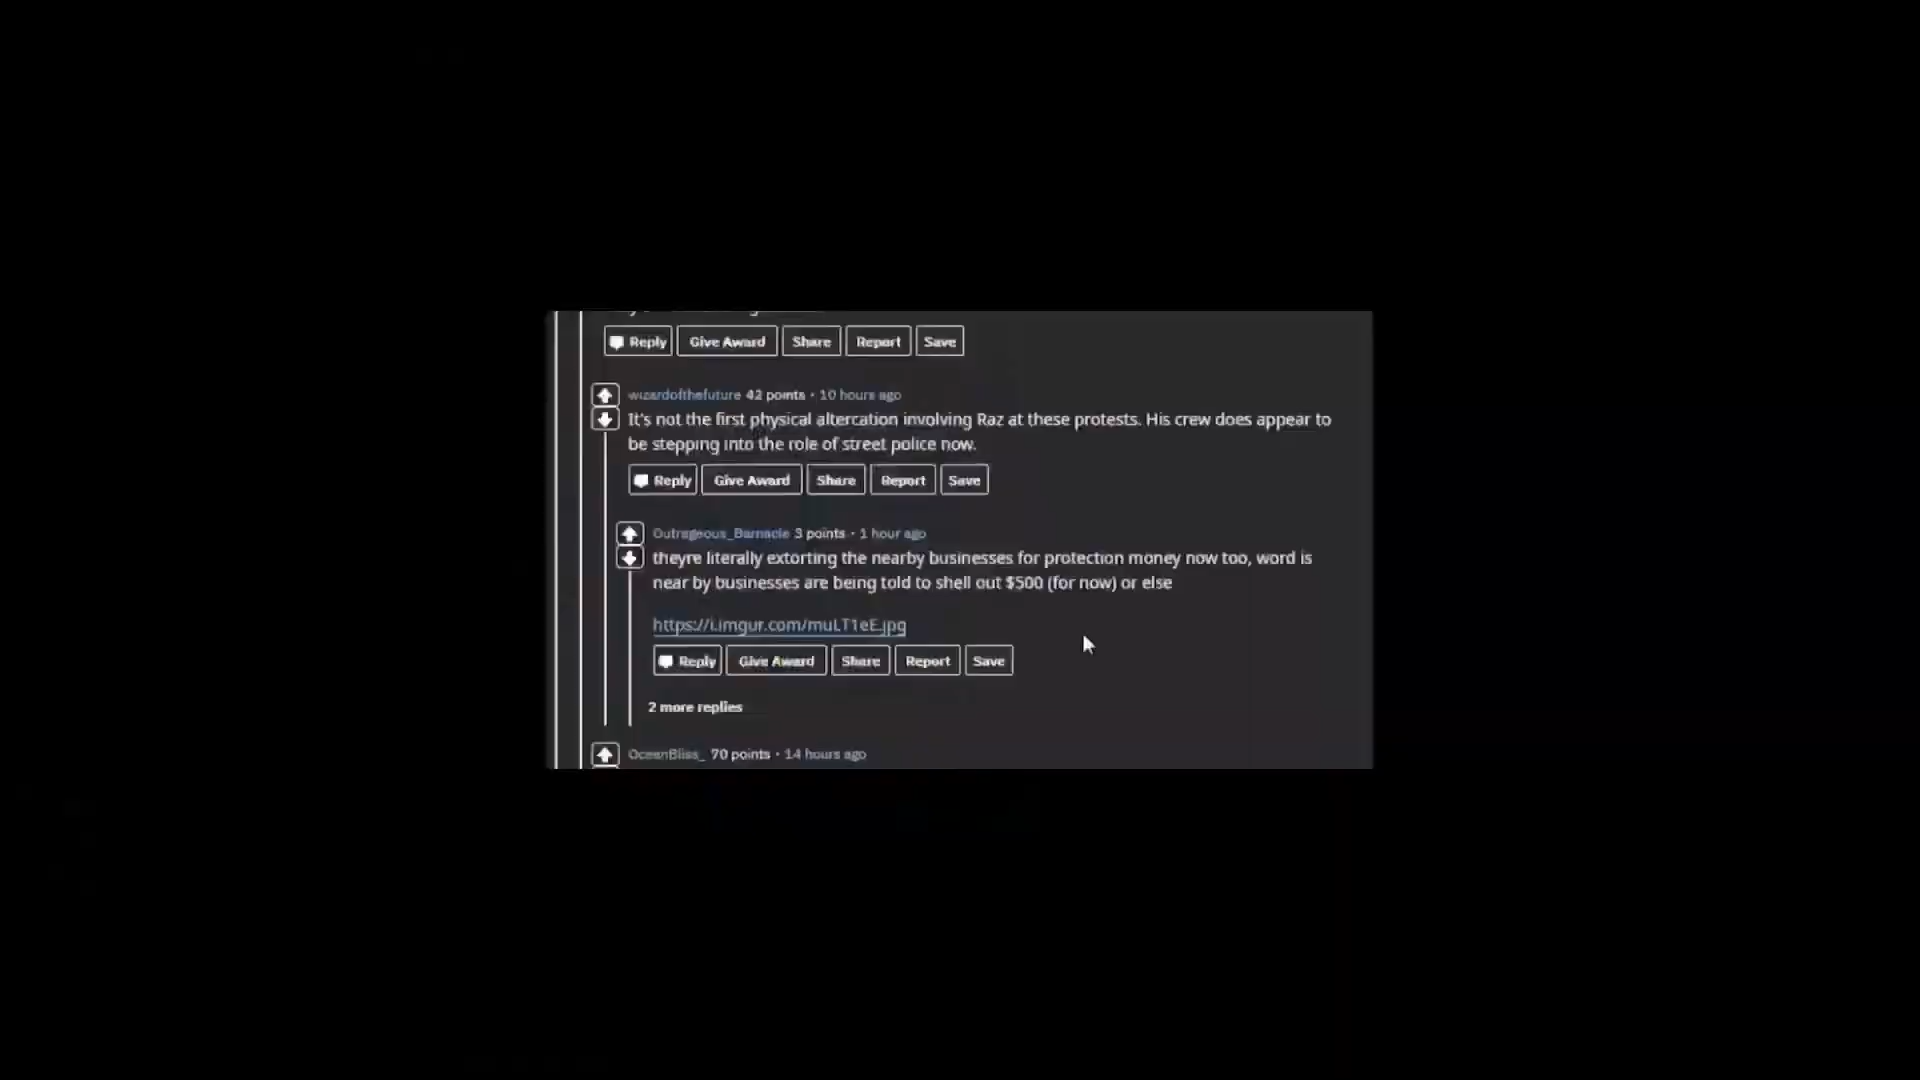 Reply Give Award Share Report Save
wizardofthefuture 42 points · 10 hours ago
It's not the first physical altercation involving Raz at these protests. His crew does appear to
be stepping into the role of street police now.
Reply Give Award Share Report Save
Outrageous_Barnacle 3 points · 1 hour ago
theyre literally extorting the nearby businesses for protection money now too, word is
near by businesses are being told to shell out $500 (for now) or else
https://i.imgur.com/muLT1eE.jpg
Reply Give Award Share Report Save
2 more replies
OceanBliss_ 70 points · 14 hours ago